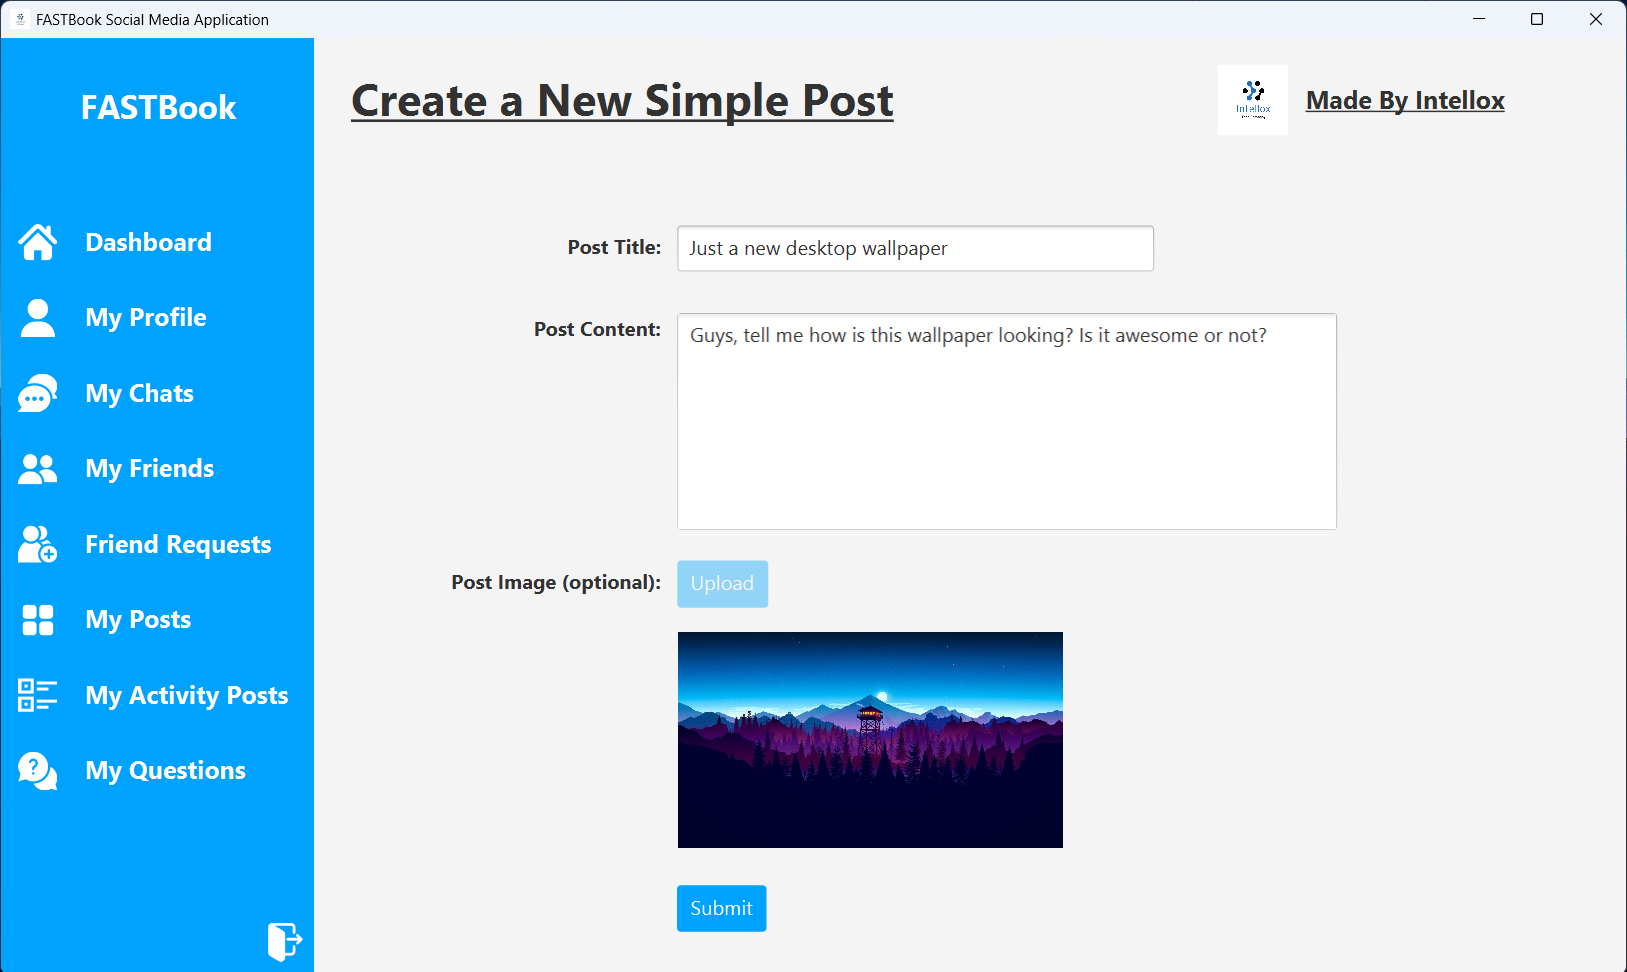 FASTBook Social Media Application
FASTBook
Dashboard
My Profile
My Chats
My Friends
Friend Requests
My Posts
My Activity Posts
My Questions
Create a New Simple Post
Intellox
Made By Intellox
Post Title:
Just a new desktop wallpaper
Post Content:
Guys, tell me how is this wallpaper looking? Is it awesome or not?
Post Image (optional):
Upload
Submit